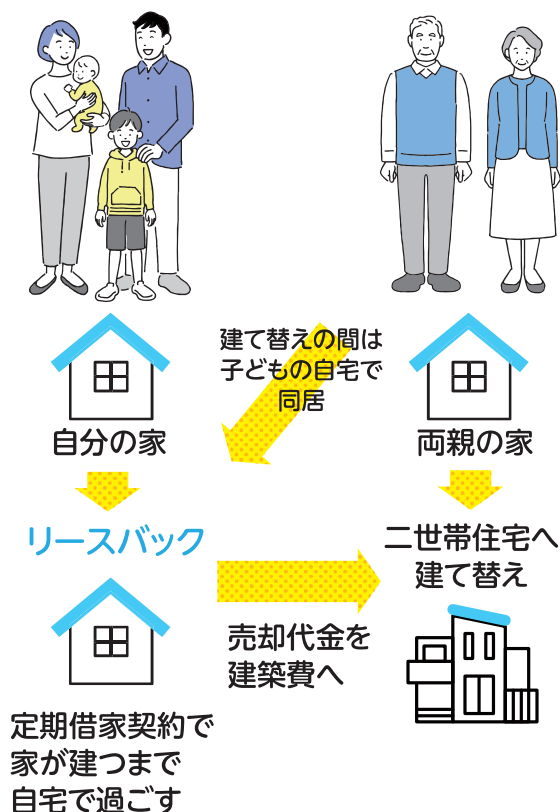 建て替えの間は
子どもの自宅で
同居
自分の家
両親の家
リースバック
二世帯住宅へ
建て替え
売却代金を
建築費へ
定期借家契約で
家が建つまで
自宅で過ごす